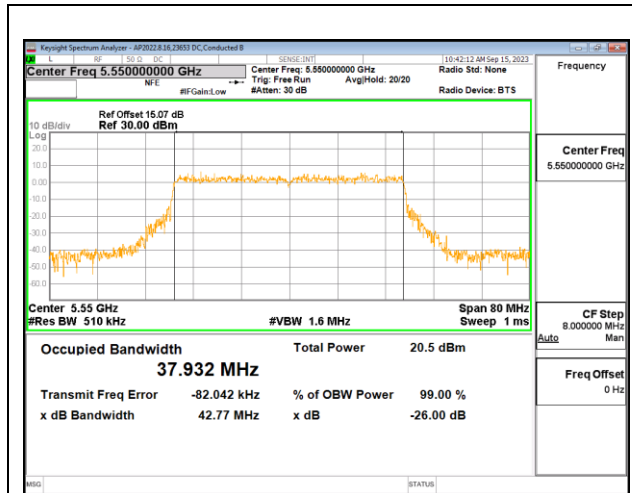 Keysight Spectrum Analyzer - AP2022.8.16,23653 DC,Conducted B
L RF 50 Ω DC SENSE:INT 10:42:12 AM Sep 15, 2023
Center Freq 5.550000000 GHz Center Freq: 5.550000000 GHz Radio Std: None
NFE Trig: Free Run Avg|Hold: 20/20
#IFGain:Low #Atten: 30 dB Radio Device: BTS
Ref Offset 15.07 dB
10 dB/div Ref 30.00 dBm
Log
20.0
10.0
0.00
-10.0
-20.0
-30.0
-40.0
-50.0
-60.0
Center 5.55 GHz Span 80 MHz
#Res BW 510 kHz #VBW 1.6 MHz Sweep 1 ms
Occupied Bandwidth Total Power 20.5 dBm
37.932 MHz
Transmit Freq Error -82.042 kHz % of OBW Power 99.00 %
x dB Bandwidth 42.77 MHz x dB -26.00 dB
MSG STATUS
Frequency
Center Freq
5.550000000 GHz
CF Step
8.000000 MHz
Auto Man
Freq Offset
0 Hz